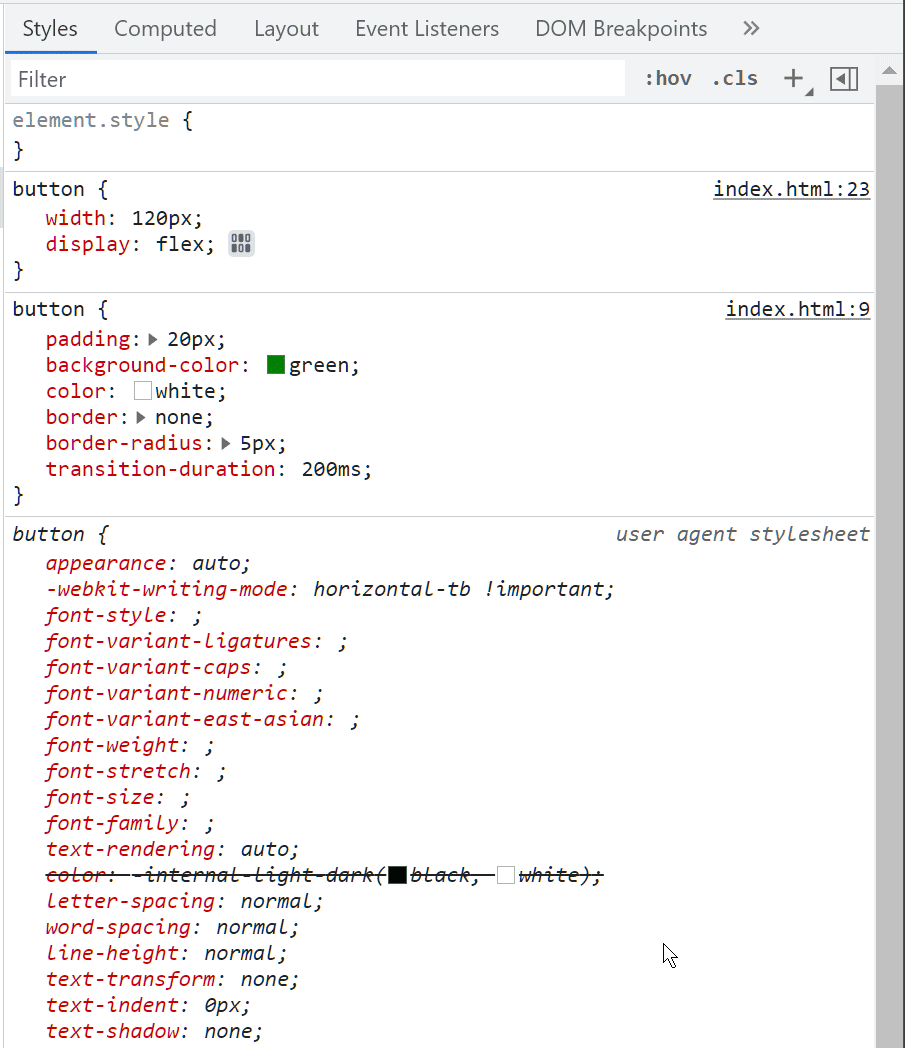 Styles Computed Layout Event Listeners DOM Breakpoints »
Filter :hov .cls +
element.style {
}
button { index.html:23
width: 120px;
display: flex;
}
button { index.html:9
padding: 20px;
background-color: green;
color: white;
border: none;
border-radius: 5px;
transition-duration: 200ms;
}
button { user agent stylesheet
appearance: auto;
-webkit-writing-mode: horizontal-tb !important;
font-style: ;
font-variant-ligatures: ;
font-variant-caps: ;
font-variant-numeric: ;
font-variant-east-asian: ;
font-weight: ;
font-stretch: ;
font-size: ;
font-family: ;
text-rendering: auto;
color: -internal-light-dark(black, white);
letter-spacing: normal;
word-spacing: normal;
line-height: normal;
text-transform: none;
text-indent: 0px;
text-shadow: none;